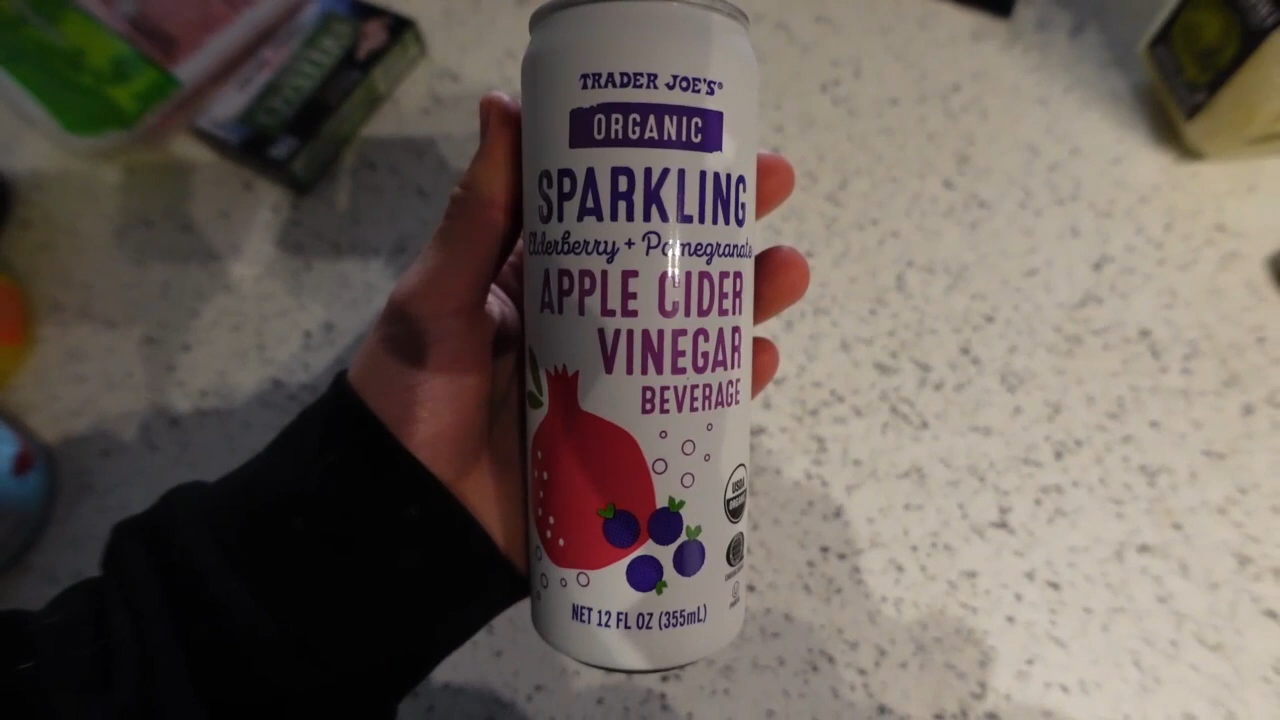 TRADER JOE'S®
ORGANIC
SPARKLING
Elderberry + Pomegranate
APPLE CIDER
VINEGAR
BEVERAGE
USDA
ORGANIC
NET 12 FL OZ (355mL)